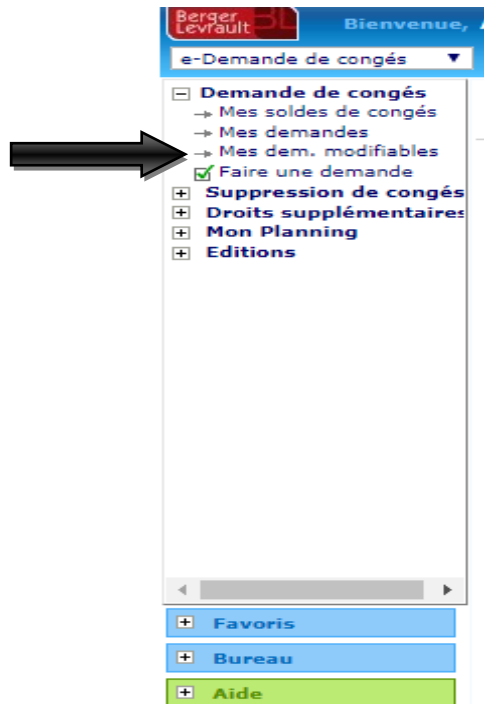 Berger
Levrault BL
Bienvenue,
e-Demande de congés
Demande de congés
Mes soldes de congés
Mes demandes
Mes dem. modifiables
Faire une demande
Suppression de congés
Droits supplémentaires
Mon Planning
Editions
Favoris
Bureau
Aide